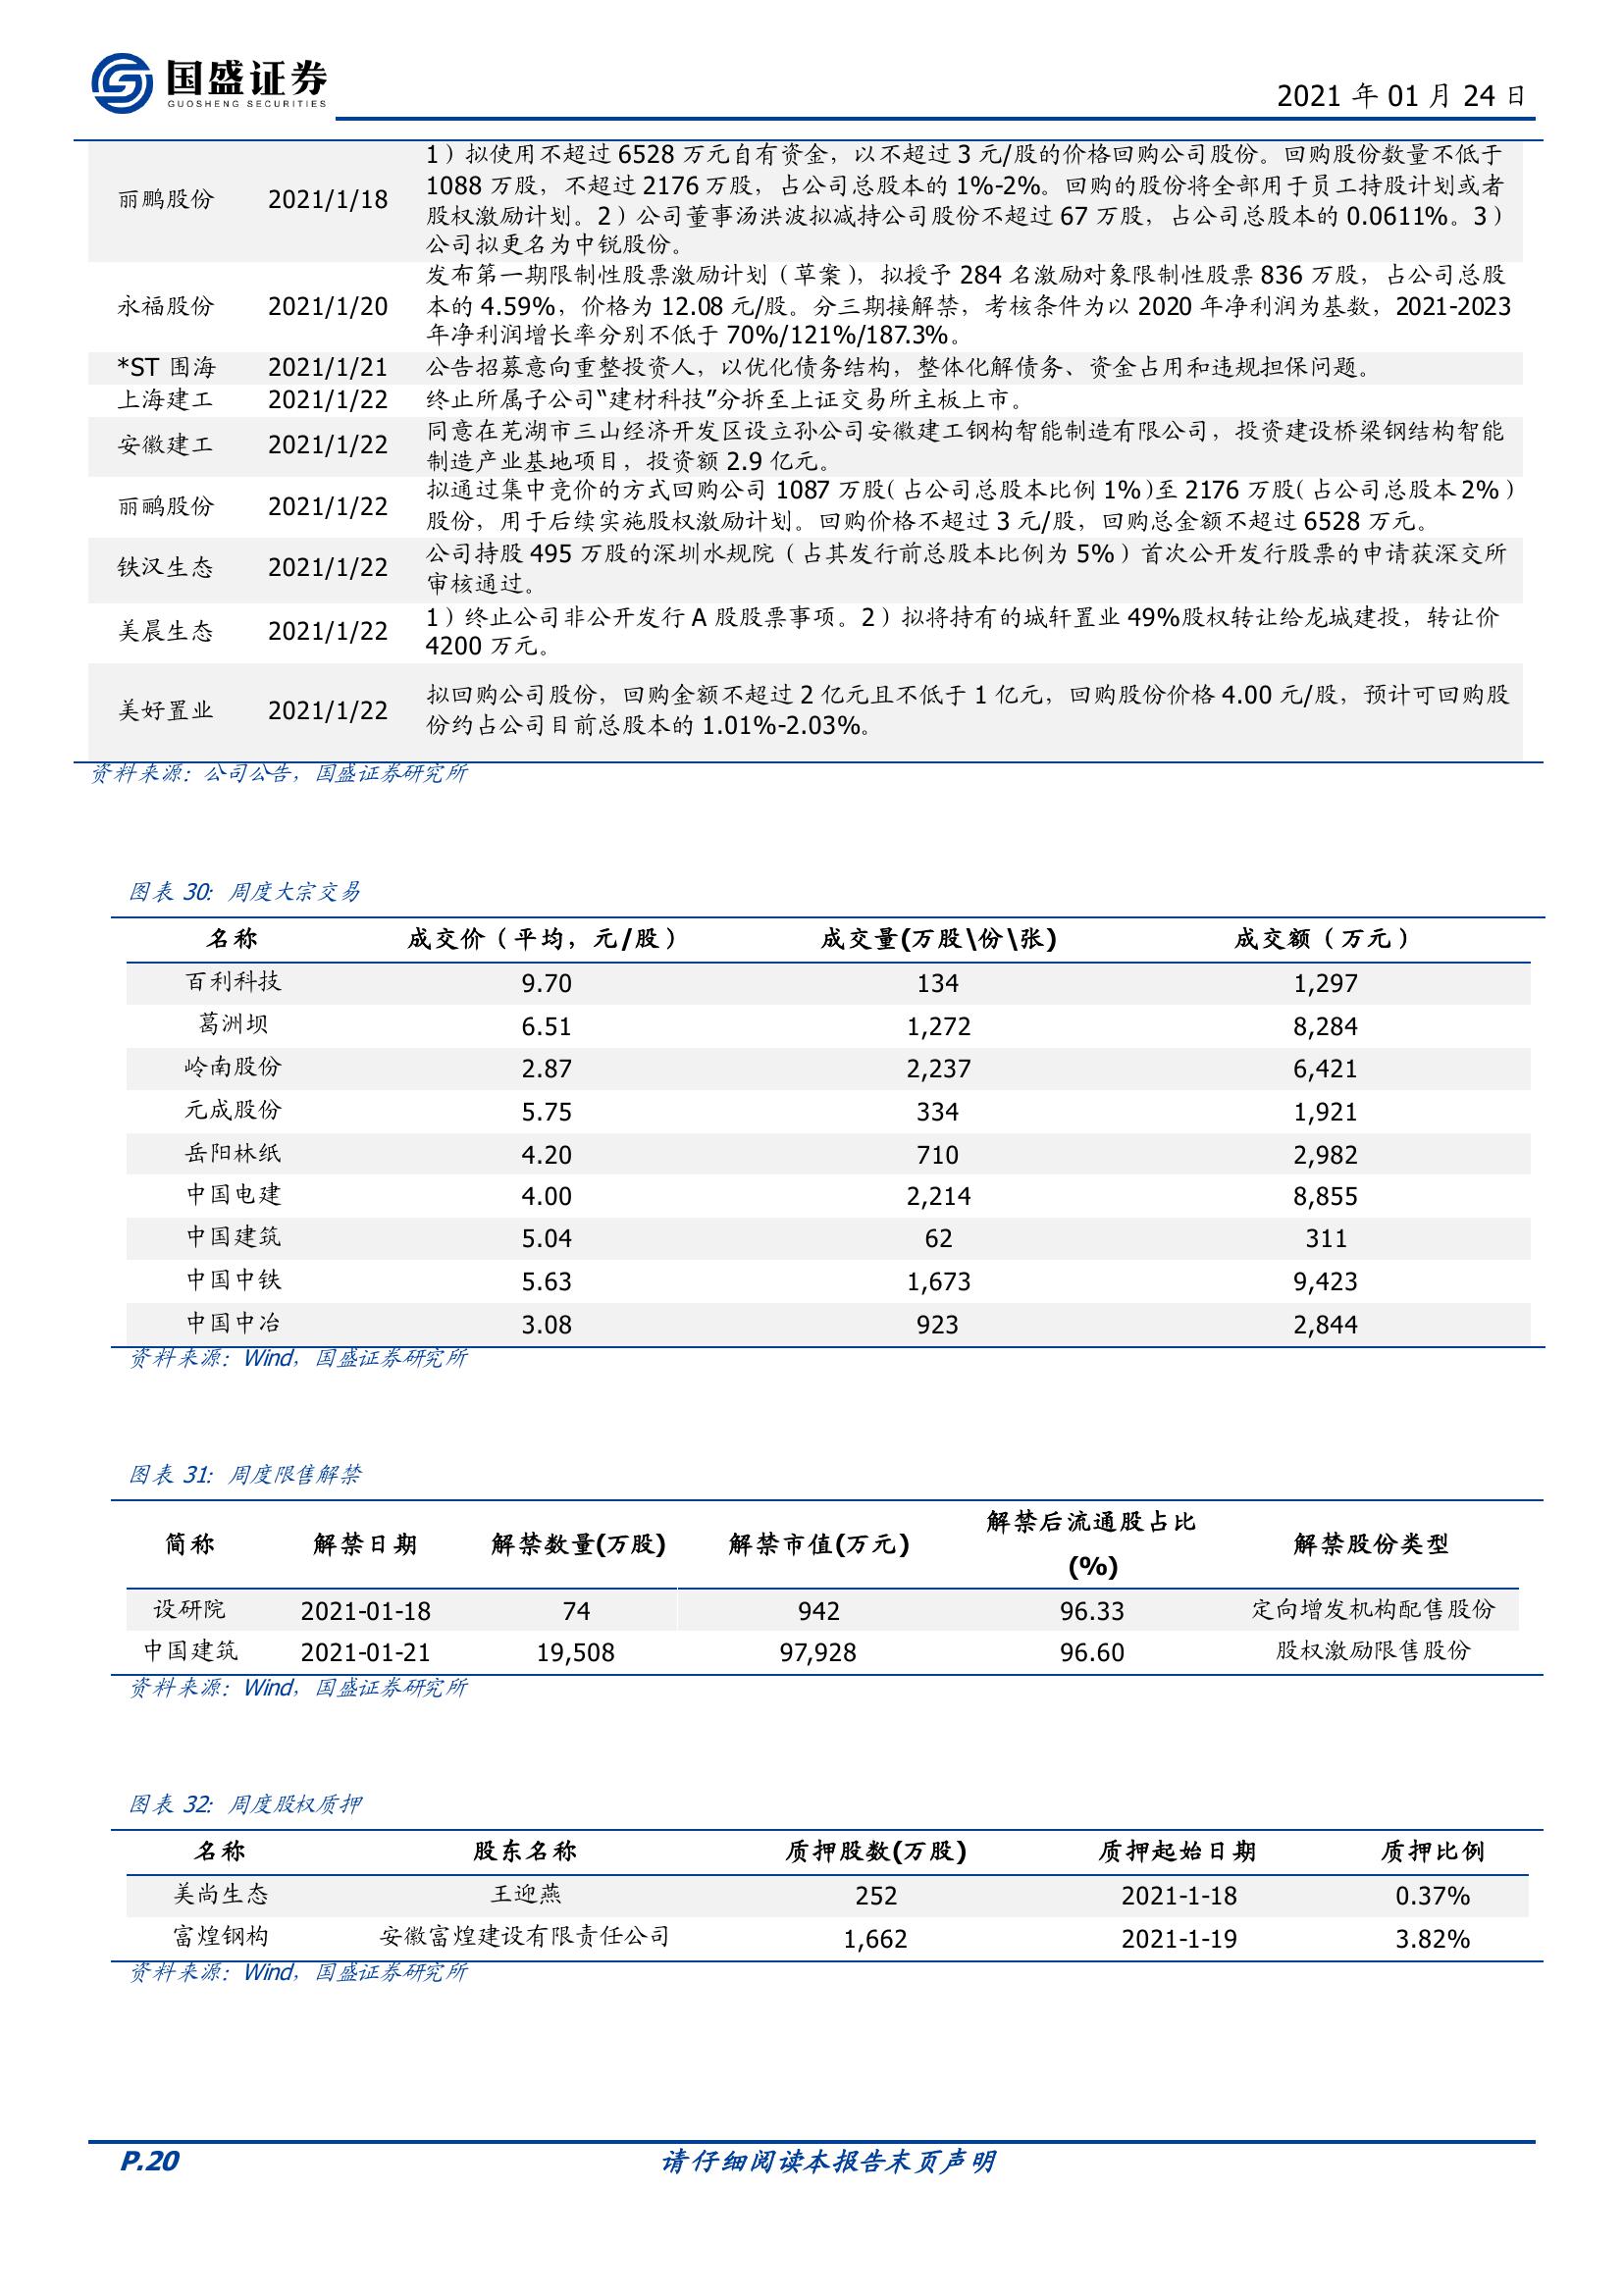 国盛证券
GUOSHENG SECURITIES
2021 年 01 月 24 日
丽鹏股份 2021/1/18 1）拟使用不超过 6528 万元自有资金，以不超过 3 元/股的价格回购公司股份。回购股份数量不低于
1088 万股，不超过 2176 万股，占公司总股本的 1%-2%。回购的股份将全部用于员工持股计划或者
股权激励计划。2）公司董事汤洪波拟减持公司股份不超过 67 万股，占公司总股本的 0.0611%。3）
公司拟更名为中锐股份。
永福股份 2021/1/20 发布第一期限制性股票激励计划（草案），拟授予 284 名激励对象限制性股票 836 万股，占公司总股
本的 4.59%，价格为 12.08 元/股。分三期接解禁，考核条件为以 2020 年净利润为基数，2021-2023
年净利润增长率分别不低于 70%/121%/187.3%。
*ST 围海 2021/1/21 公告招募意向重整投资人，以优化债务结构，整体化解债务、资金占用和违规担保问题。
上海建工 2021/1/22 终止所属子公司“建材科技”分拆至上证交易所主板上市。
安徽建工 2021/1/22 同意在芜湖市三山经济开发区设立孙公司安徽建工钢构智能制造有限公司，投资建设桥梁钢结构智能
制造产业基地项目，投资额 2.9 亿元。
丽鹏股份 2021/1/22 拟通过集中竞价的方式回购公司 1087 万股（占公司总股本比例 1%）至 2176 万股（占公司总股本 2%）
股份，用于后续实施股权激励计划。回购价格不超过 3 元/股，回购总金额不超过 6528 万元。
铁汉生态 2021/1/22 公司持股 495 万股的深圳水规院（占其发行前总股本比例为 5%）首次公开发行股票的申请获深交所
审核通过。
美晨生态 2021/1/22 1）终止公司非公开发行 A 股股票事项。2）拟将持有的城轩置业 49%股权转让给龙城建投，转让价
4200 万元。
美好置业 2021/1/22 拟回购公司股份，回购金额不超过 2 亿元且不低于 1 亿元，回购股份价格 4.00 元/股，预计可回购股
份约占公司目前总股本的 1.01%-2.03%。
资料来源：公司公告，国盛证券研究所
图表 30：周度大宗交易
名称 成交价（平均，元/股） 成交量(万股\份\张) 成交额（万元）
百利科技 9.70 134 1,297
葛洲坝 6.51 1,272 8,284
岭南股份 2.87 2,237 6,421
元成股份 5.75 334 1,921
岳阳林纸 4.20 710 2,982
中国电建 4.00 2,214 8,855
中国建筑 5.04 62 311
中国中铁 5.63 1,673 9,423
中国中冶 3.08 923 2,844
资料来源：Wind，国盛证券研究所
图表 31：周度限售解禁
简称 解禁日期 解禁数量(万股) 解禁市值(万元) 解禁后流通股占比
(%) 解禁股份类型
设研院 2021-01-18 74 942 96.33 定向增发机构配售股份
中国建筑 2021-01-21 19,508 97,928 96.60 股权激励限售股份
资料来源：Wind，国盛证券研究所
图表 32：周度股权质押
名称 股东名称 质押股数(万股) 质押起始日期 质押比例
美尚生态 王迎燕 252 2021-1-18 0.37%
富煌钢构 安徽富煌建设有限责任公司 1,662 2021-1-19 3.82%
资料来源：Wind，国盛证券研究所
P.20 请仔细阅读本报告末页声明